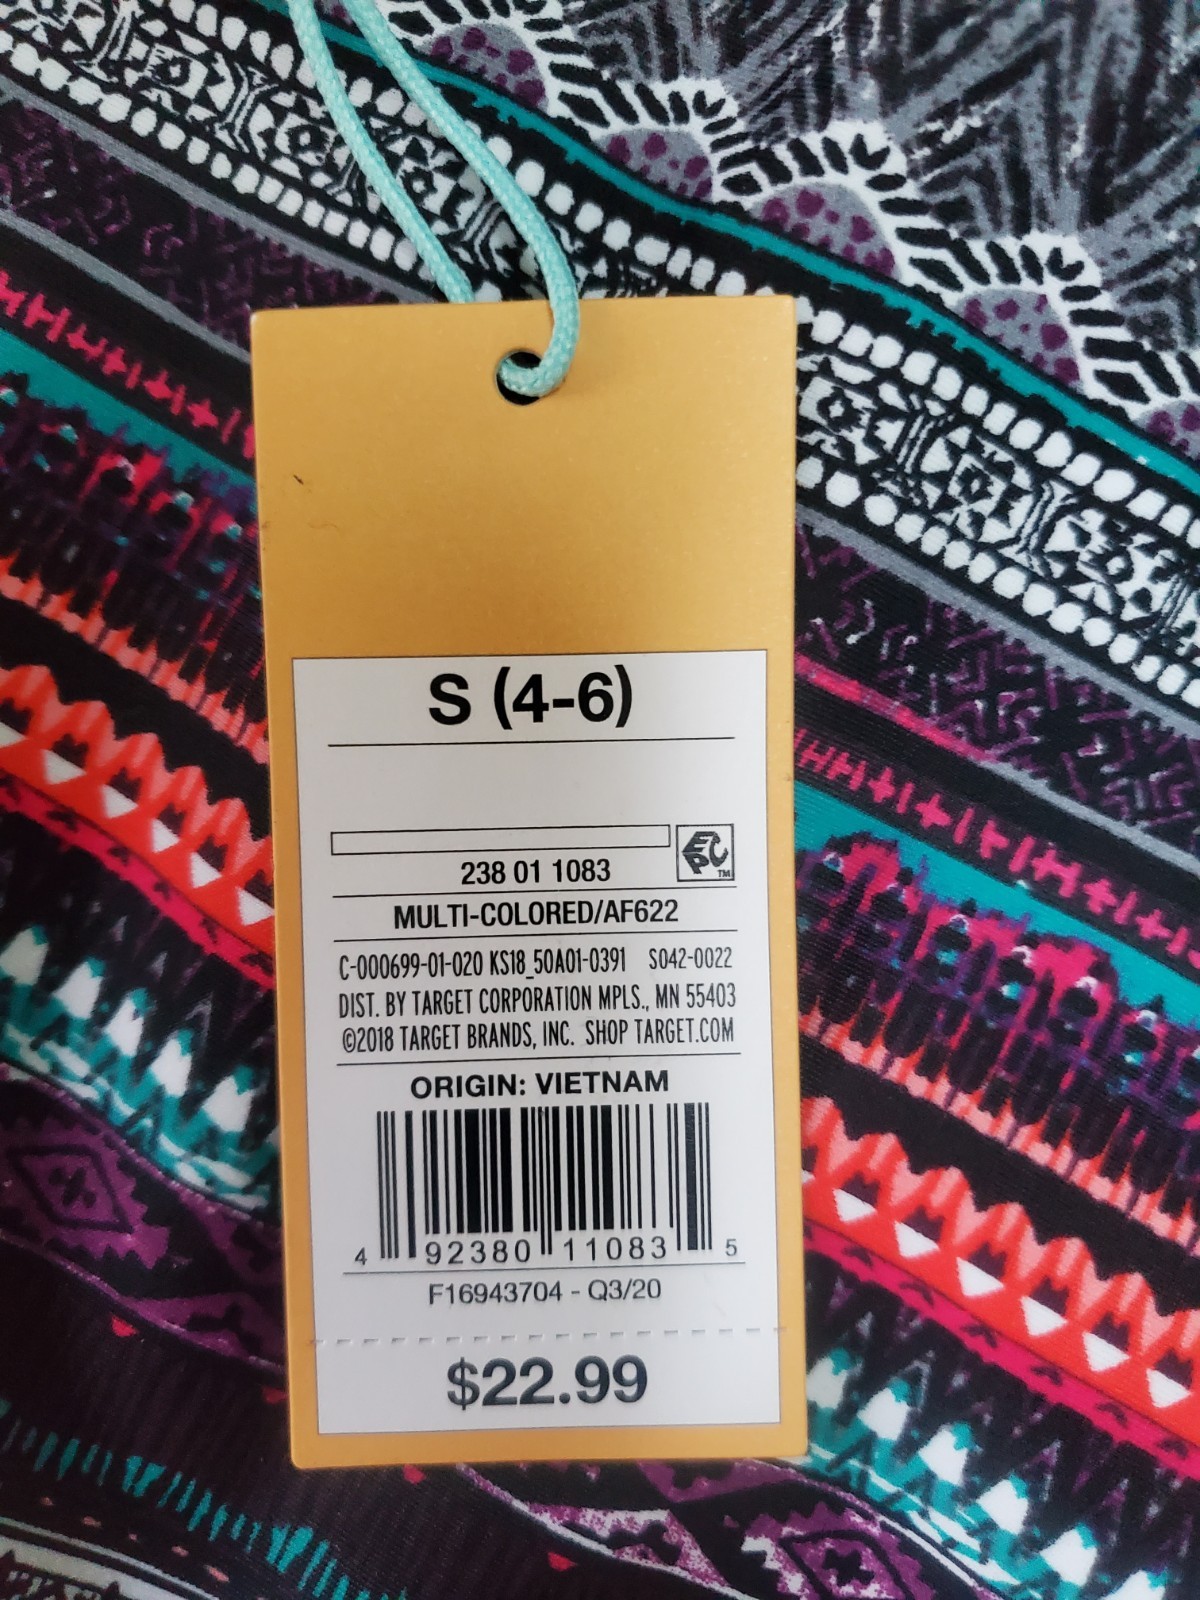 S (4-6)
EPC
TM
238 01 1083
MULTI-COLORED/AF622
C-000699-01-020 KS18_50A01-0391 S042-0022
DIST. BY TARGET CORPORATION MPLS., MN 55403
©2018 TARGET BRANDS, INC. SHOP TARGET.COM
ORIGIN: VIETNAM
4 92380 11083 5
F16943704 - Q3/20
$22.99